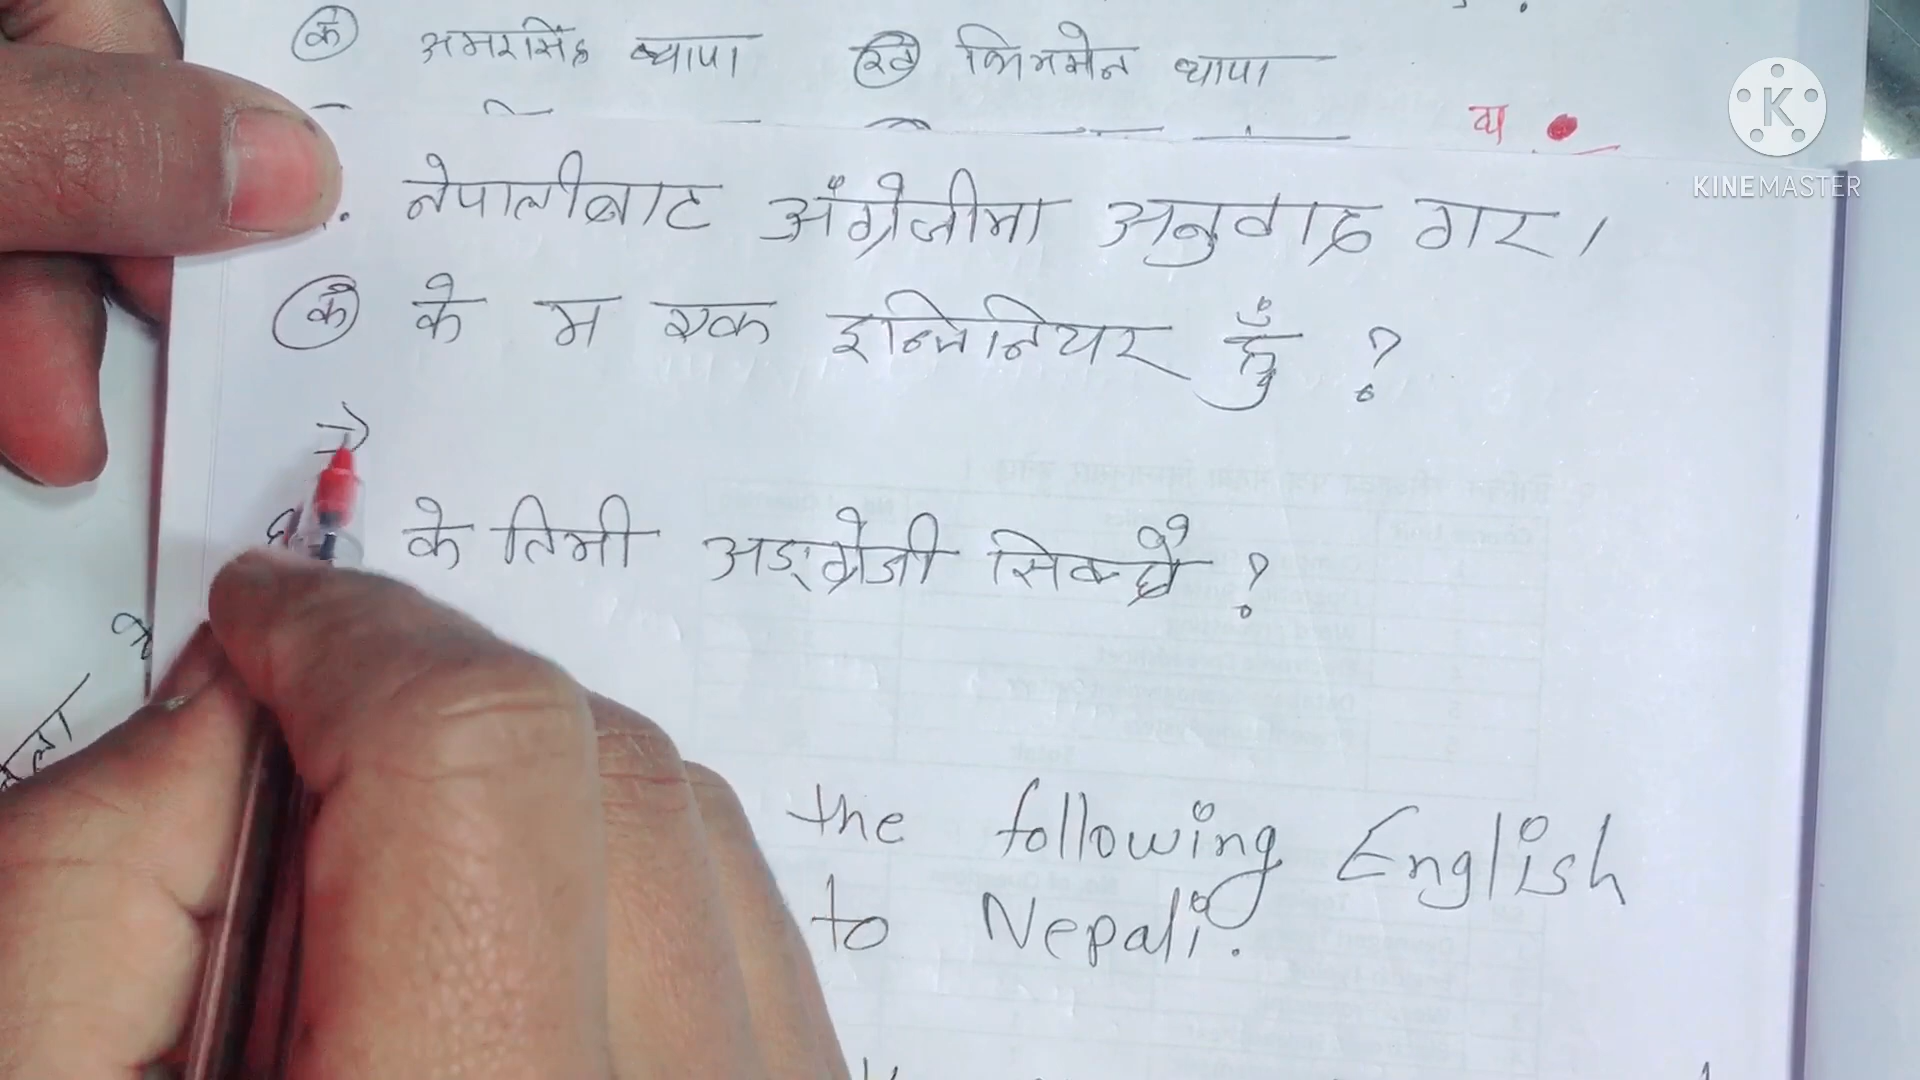 क अमरसिंह थापा ख भिमसेन थापा
K
KINEMASTER
नेपालीबाट अंग्रेजीमा अनुवाद गर।
क के म एक इन्जिनियर हुँ ?
⇒
के तिमी अङ्ग्रेजी सिक्छौ ?
the following English
to Nepali.